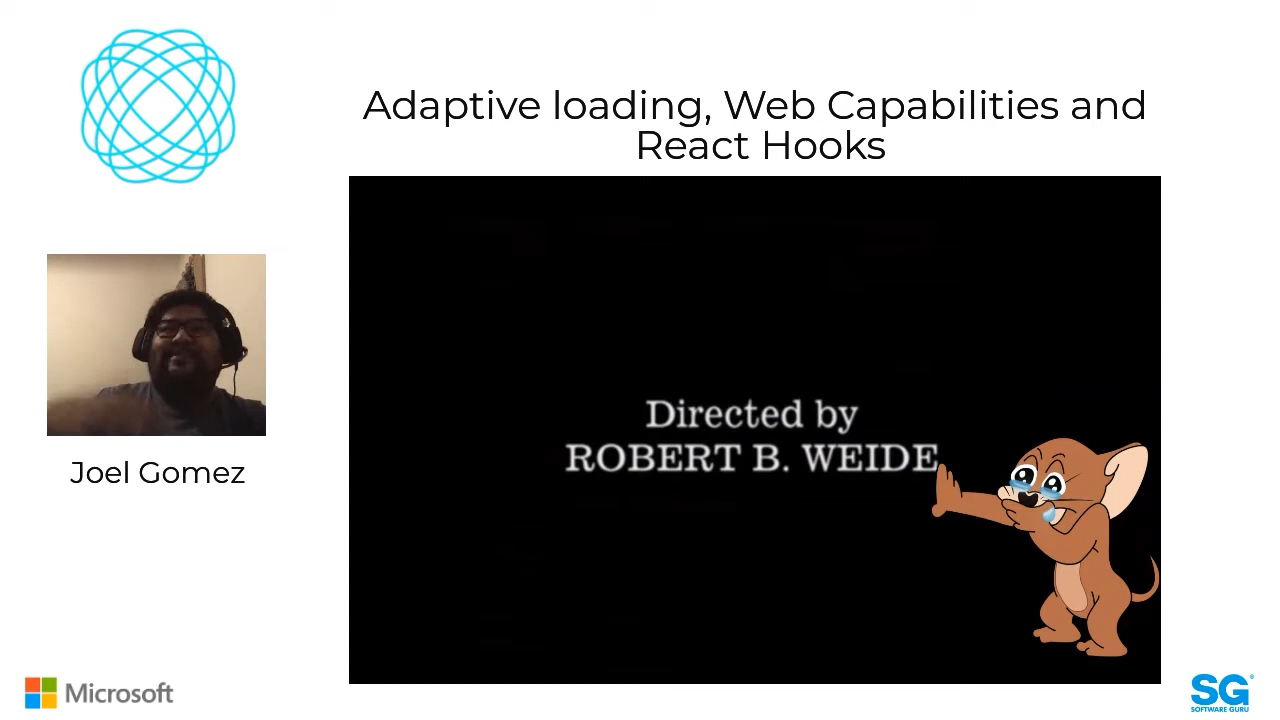 Adaptive loading, Web Capabilities and
React Hooks
Directed by
ROBERT B. WEIDE
Joel Gomez
Microsoft
SG
SOFTWARE GURU